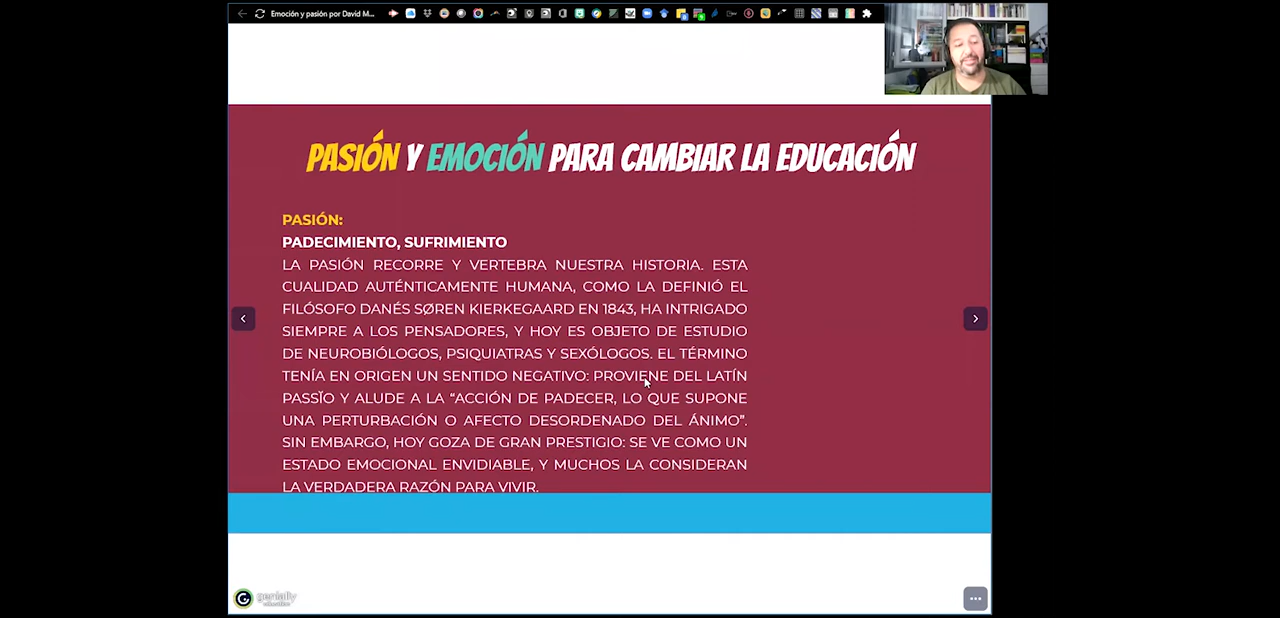 Emoción y pasión por David M...
PASIÓN Y EMOCIÓN PARA CAMBIAR LA EDUCACIÓN
PASIÓN:
PADECIMIENTO, SUFRIMIENTO
LA PASIÓN RECORRE Y VERTEBRA NUESTRA HISTORIA. ESTA
CUALIDAD AUTÉNTICAMENTE HUMANA, COMO LA DEFINIÓ EL
FILÓSOFO DANÉS SØREN KIERKEGAARD EN 1843, HA INTRIGADO
SIEMPRE A LOS PENSADORES, Y HOY ES OBJETO DE ESTUDIO
DE NEUROBIÓLOGOS, PSIQUIATRAS Y SEXÓLOGOS. EL TÉRMINO
TENÍA EN ORIGEN UN SENTIDO NEGATIVO: PROVIENE DEL LATÍN
PASSĬO Y ALUDE A LA “ACCIÓN DE PADECER, LO QUE SUPONE
UNA PERTURBACIÓN O AFECTO DESORDENADO DEL ÁNIMO”.
SIN EMBARGO, HOY GOZA DE GRAN PRESTIGIO: SE VE COMO UN
ESTADO EMOCIONAL ENVIDIABLE, Y MUCHOS LA CONSIDERAN
LA VERDADERA RAZÓN PARA VIVIR.
genially
education